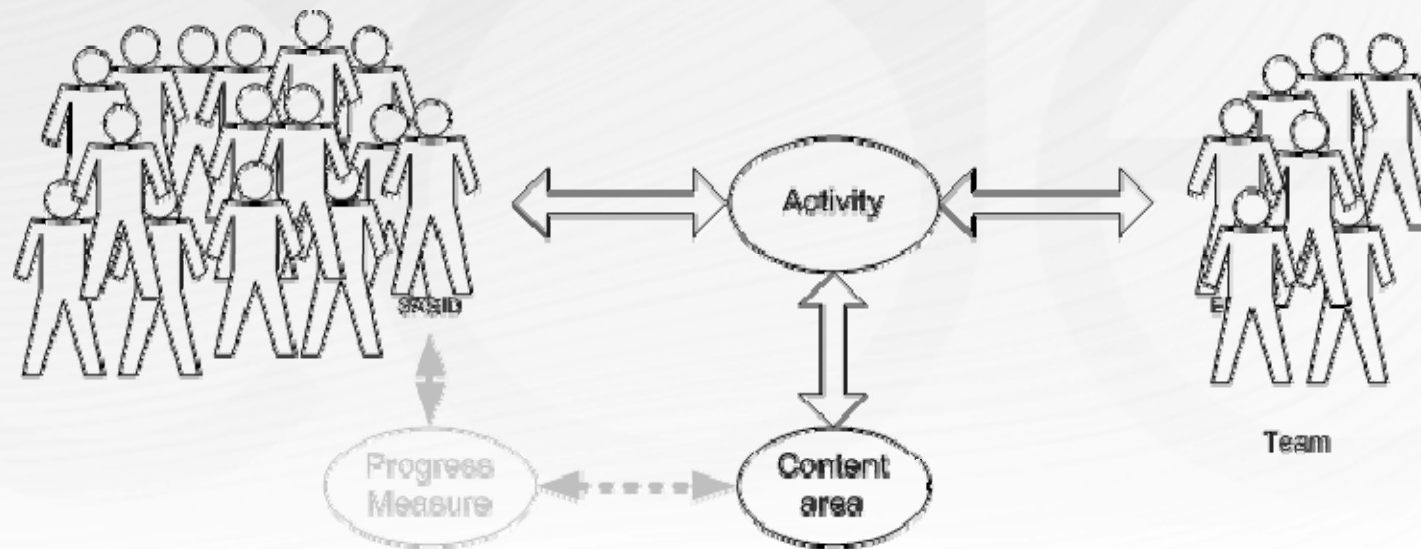 Activity
SASID
Team
Progress
Measure
Content
area